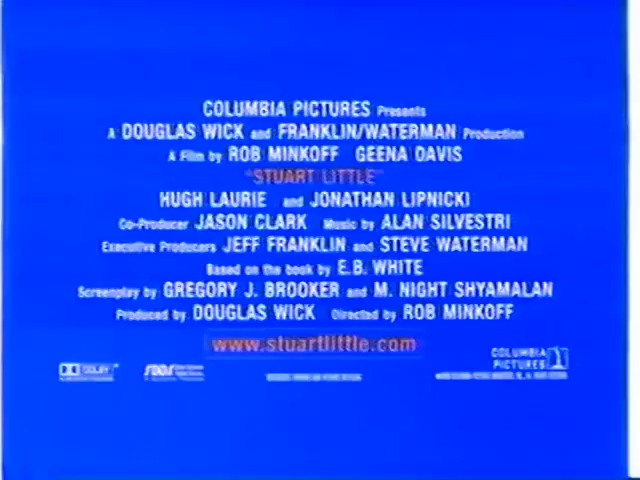 COLUMBIA PICTURES Presents
A DOUGLAS WICK and FRANKLIN/WATERMAN Production
A Film by ROB MINKOFF GEENA DAVIS
"STUART LITTLE"
HUGH LAURIE and JONATHAN LIPNICKI
Co-Producer JASON CLARK Music by ALAN SILVESTRI
Executive Producers JEFF FRANKLIN and STEVE WATERMAN
Based on the book by E.B. WHITE
Screenplay by GREGORY J. BROOKER and M. NIGHT SHYAMALAN
Produced by DOUGLAS WICK Directed by ROB MINKOFF
www.stuartlittle.com
DOLBY SDDS COLUMBIA PICTURES